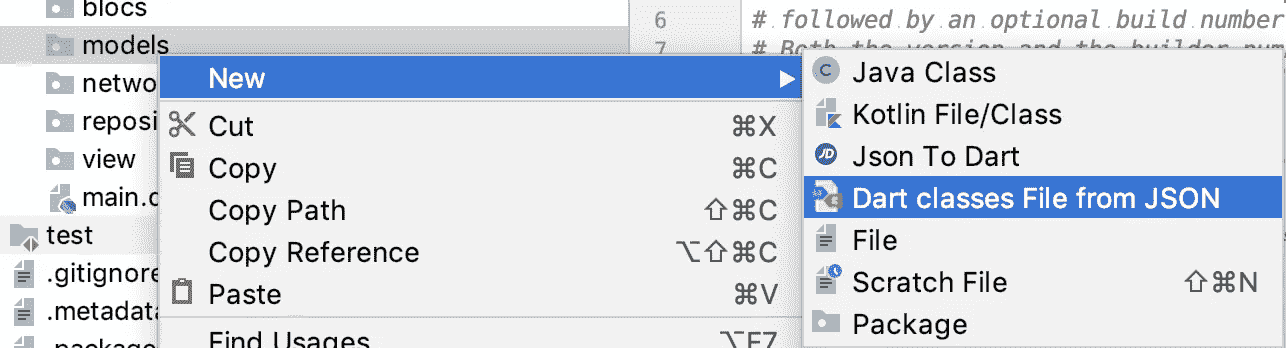 blocs
models
netwo
reposi
view
main.c
test
.gitignore
.metadata
.package
6
# followed by an optional build number
7
# Both the version and the builder num
New
Cut ⌘X
Copy ⌘C
Copy Path ⇧⌘C
Copy Reference ⌥⇧⌘C
Paste ⌘V
Find Usages ⌥F7
C Java Class
Kotlin File/Class
JD Json To Dart
Dart classes File from JSON
File
Scratch File ⇧⌘N
Package